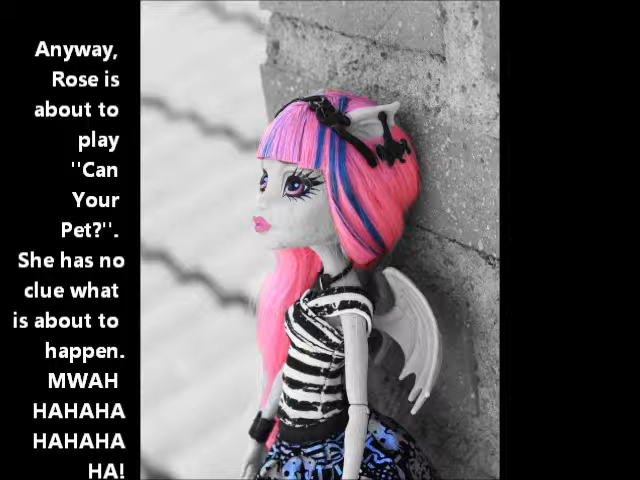 Anyway,
Rose is
about to
play
''Can
Your
Pet?''.
She has no
clue what
is about to
happen.
MWAH
HAHAHA
HAHAHA
HA!